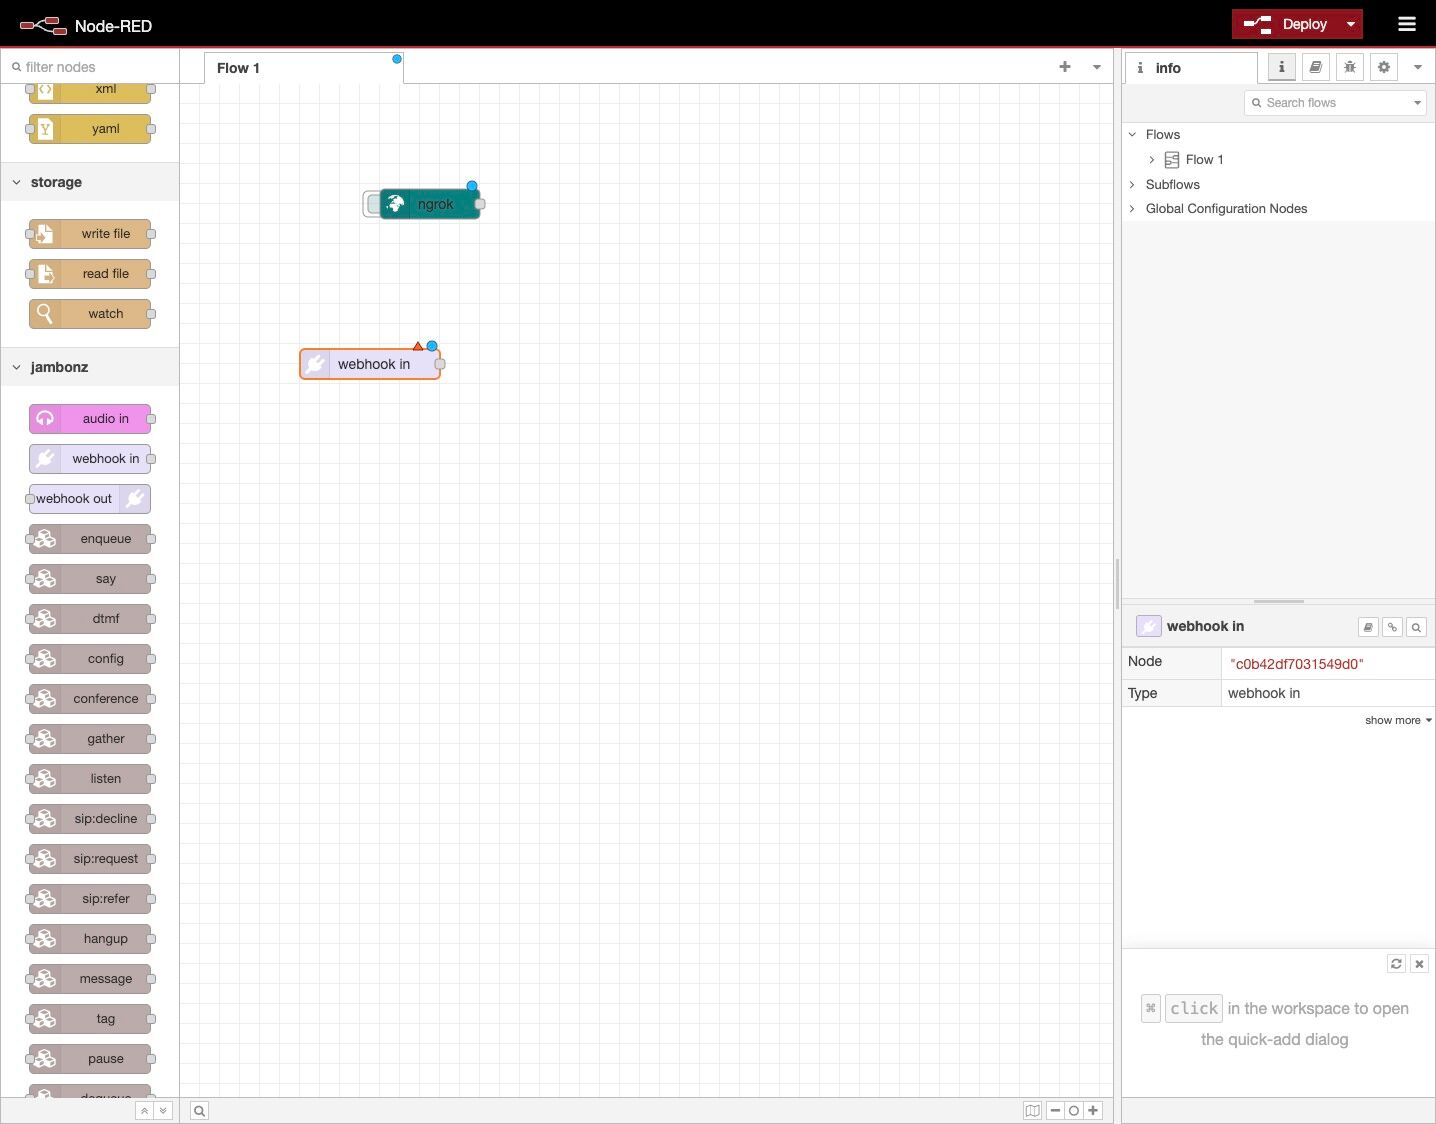 Node-RED
Deploy
filter nodes
Flow 1
info
i
i
Search flows
xml
yaml
Y
storage
write file
read file
watch
jambonz
audio in
webhook in
webhook out
enqueue
say
dtmf
config
conference
gather
listen
sip:decline
sip:request
sip:refer
hangup
message
tag
pause
dequeue
ngrok
webhook in
Flows
Flow 1
Subflows
Global Configuration Nodes
webhook in
Node "c0b42df7031549d0"
Type webhook in
show more
⌘ click in the workspace to open
the quick-add dialog